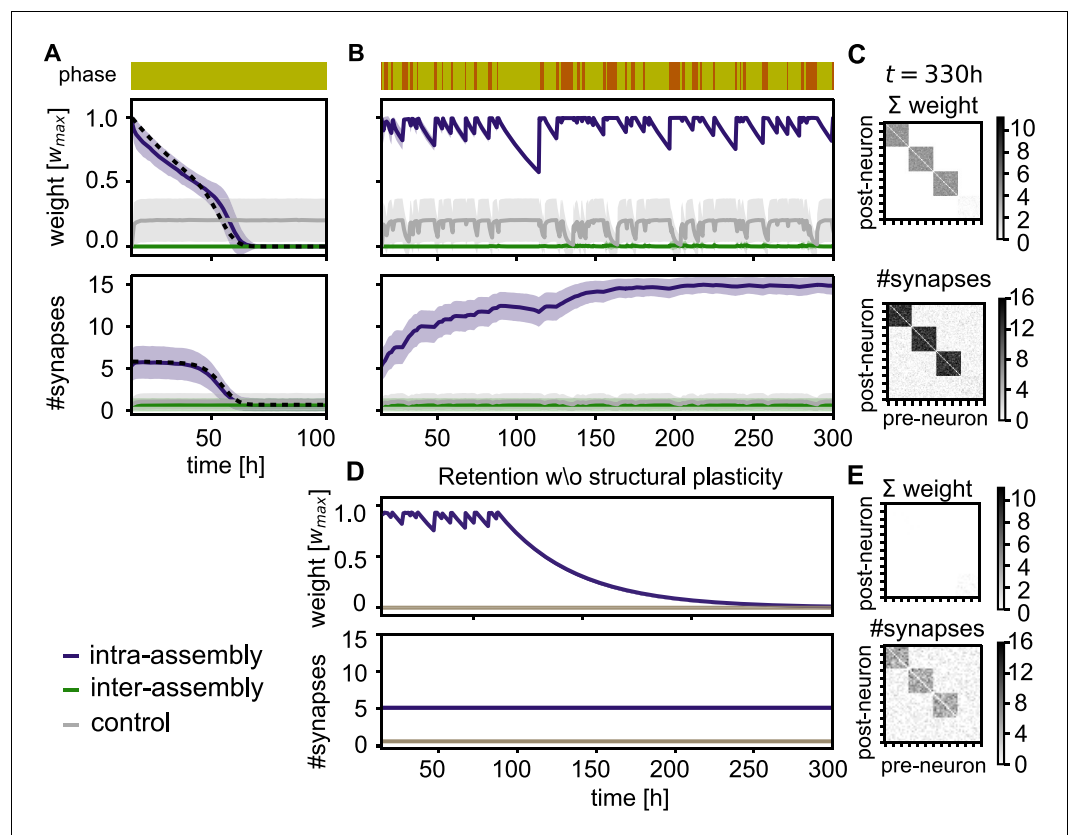 A
B
C
phase
t = 330h
Σ weight
weight [w_max]
1.0
0.5
0.0
post-neuron
10
8
6
4
2
0
#synapses
15
10
5
0
50
100
time [h]
50
100
150
200
250
300
#synapses
post-neuron
pre-neuron
16
12
8
4
0
D
Retention w\o structural plasticity
E
weight [w_max]
1.0
0.5
0
#synapses
15
10
5
0
50
100
150
200
250
300
time [h]
Σ weight
post-neuron
10
8
6
4
2
0
#synapses
post-neuron
pre-neuron
16
12
8
4
0
intra-assembly
inter-assembly
control